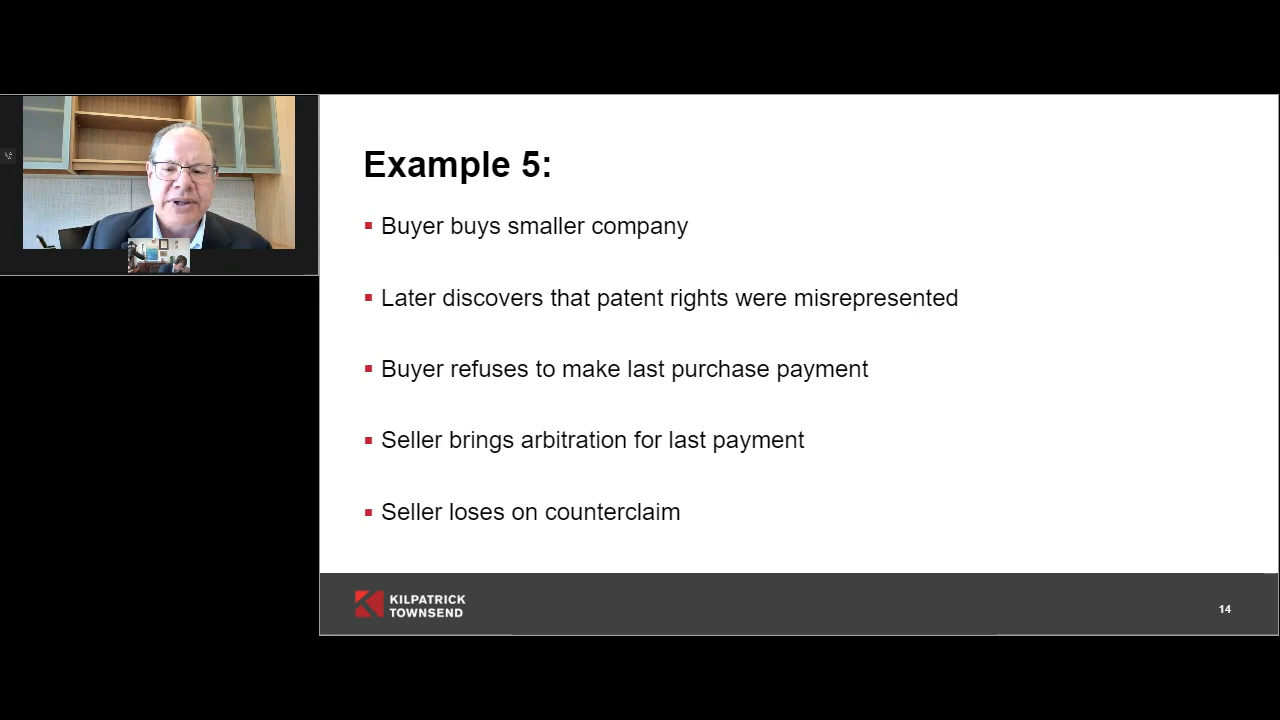 Example 5:
Buyer buys smaller company
Later discovers that patent rights were misrepresented
Buyer refuses to make last purchase payment
Seller brings arbitration for last payment
Seller loses on counterclaim
KILPATRICK
TOWNSEND
14